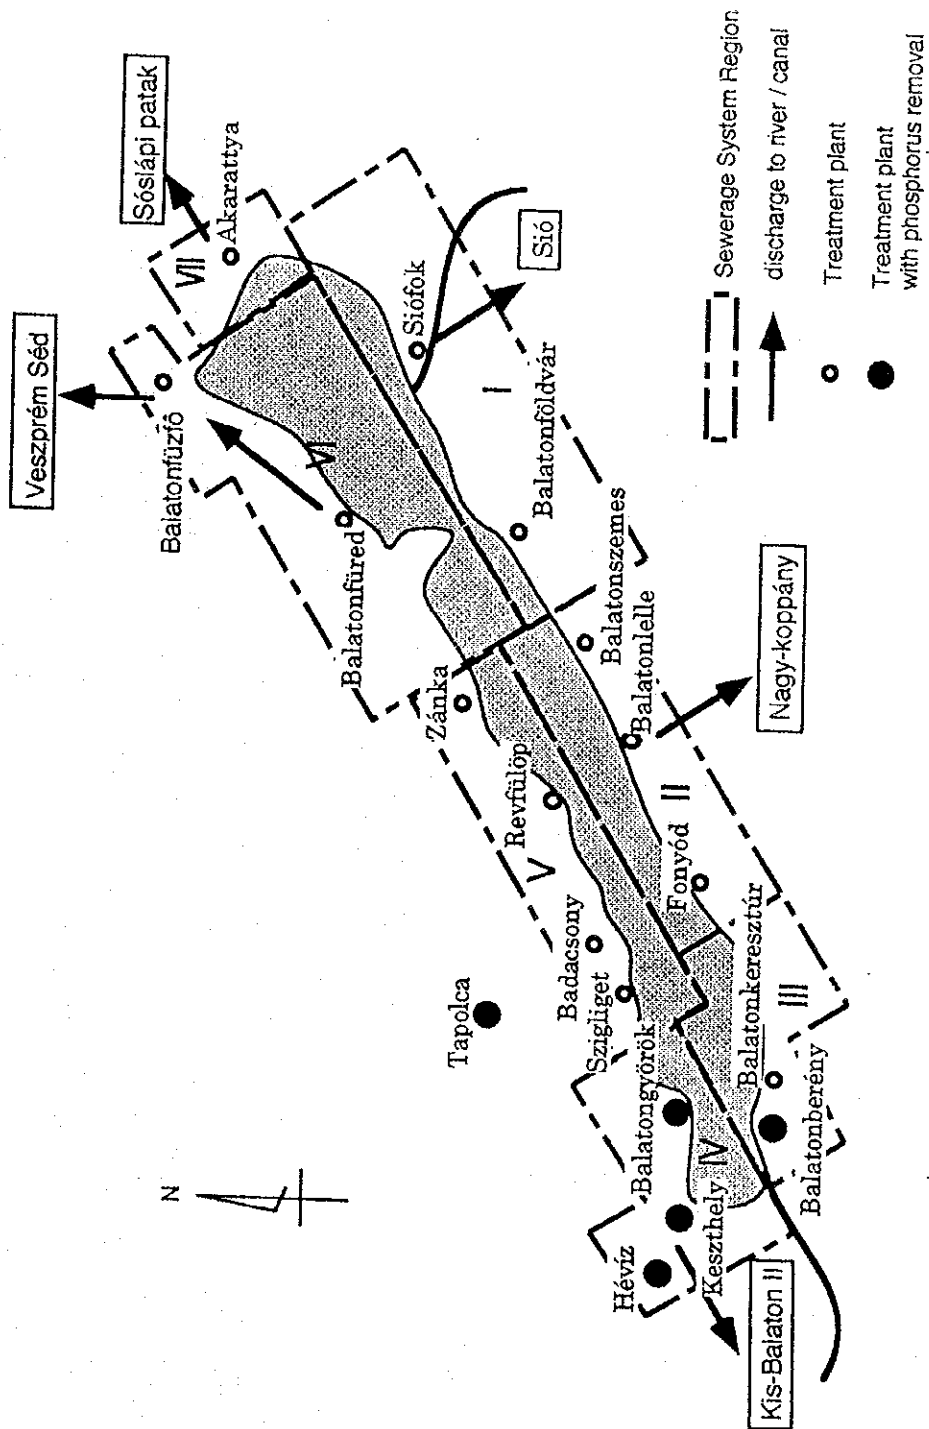 N
Veszprém Séd
Sóslápi patak
Balatonfüzfő
VII
Akarattya
VI
Balatonfüred
Siófok
Sió
I
Balatonföldvár
Zánka
Balatonszemes
Balatonlelle
Nagy-koppány
Revfülöp
V
II
Fonyód
Badacsony
Szigliget
Tapolca
Balatongyörök
Balatonkeresztúr
III
Balatonberény
IV
Keszthely
Hévíz
Kis-Balaton II
Sewerage System Region
discharge to river / canal
Treatment plant
Treatment plant
with phosphorus removal